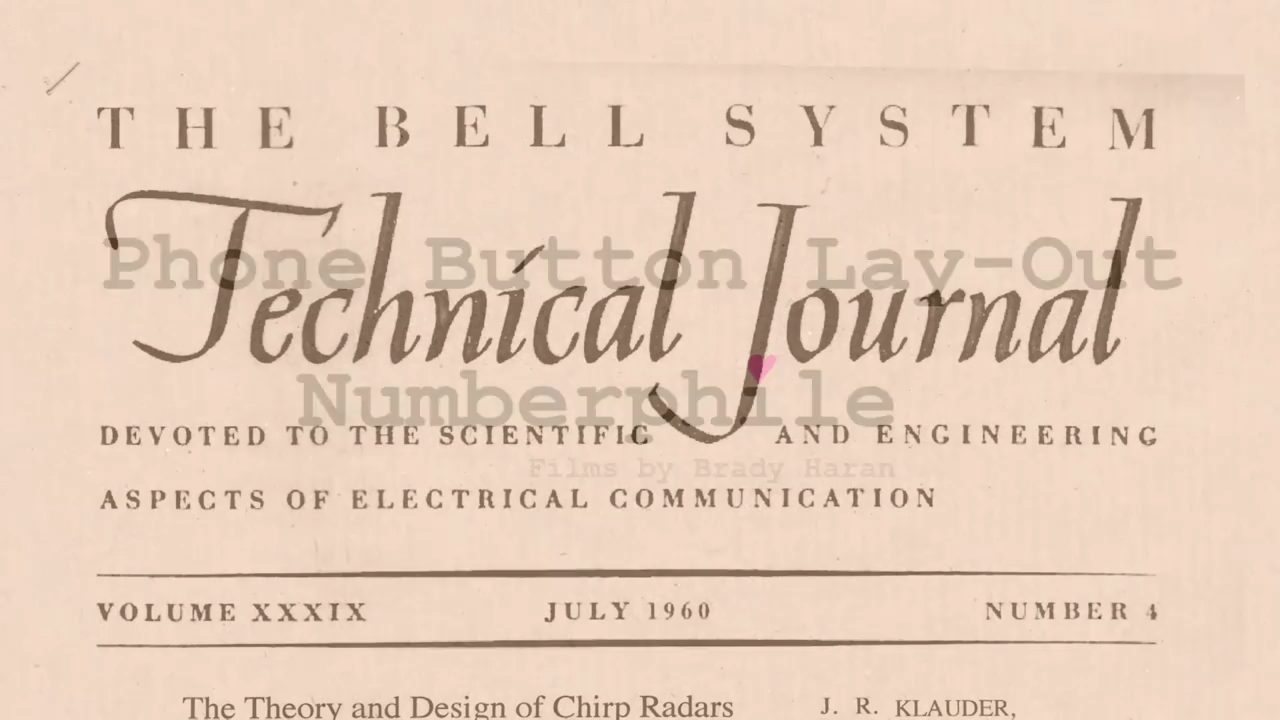 THE BELL SYSTEM
Technical Journal
Phone Button Lay-Out
Numberphile
DEVOTED TO THE SCIENTIFIC AND ENGINEERING
Films by Brady Haran
ASPECTS OF ELECTRICAL COMMUNICATION
VOLUME XXXIX JULY 1960 NUMBER 4
The Theory and Design of Chirp Radars J. R. KLAUDER,